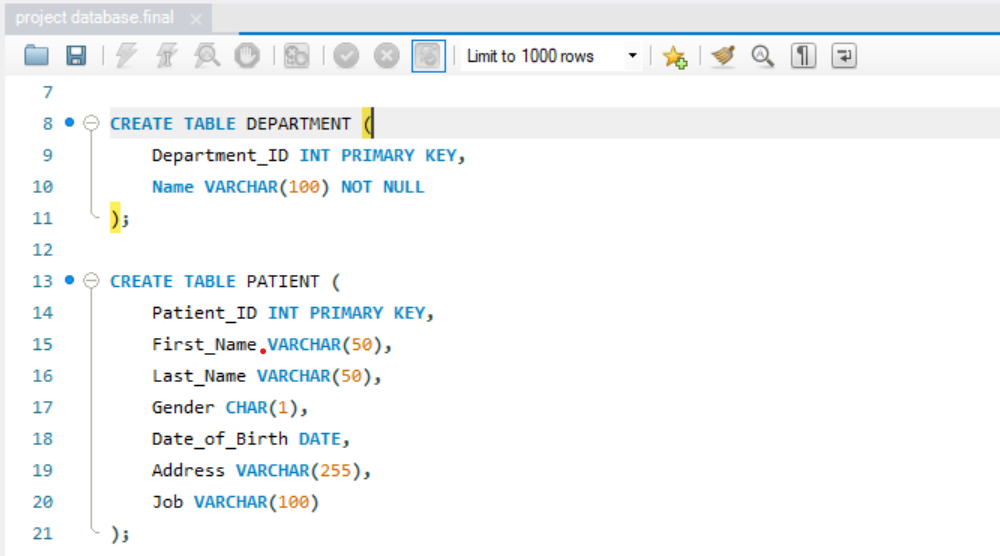 project database.final ×
Limit to 1000 rows
7
8 CREATE TABLE DEPARTMENT (
9 Department_ID INT PRIMARY KEY,
10 Name VARCHAR(100) NOT NULL
11 );
12
13 CREATE TABLE PATIENT (
14 Patient_ID INT PRIMARY KEY,
15 First_Name VARCHAR(50),
16 Last_Name VARCHAR(50),
17 Gender CHAR(1),
18 Date_of_Birth DATE,
19 Address VARCHAR(255),
20 Job VARCHAR(100)
21 );